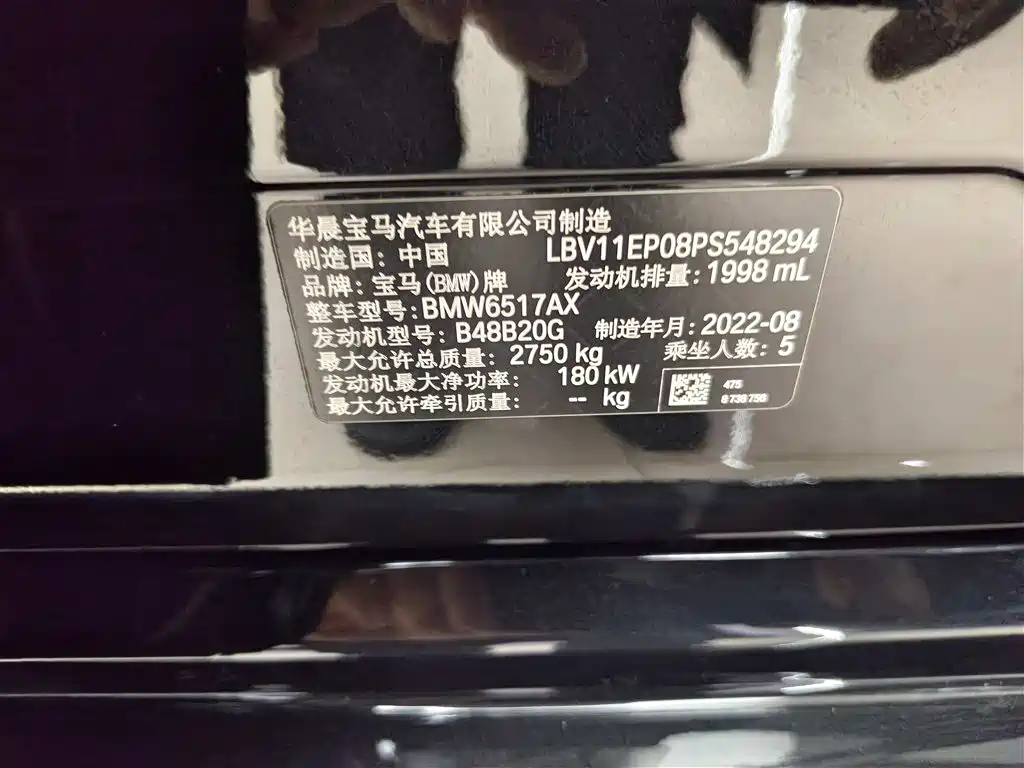 华晨宝马汽车有限公司制造
制造国：中国 LBV11EP08PS548294
品牌：宝马(BMW)牌 发动机排量：1998 mL
整车型号：BMW6517AX
发动机型号：B48B20G 制造年月：2022-08
最大允许总质量：2750 kg 乘坐人数：5
发动机最大净功率：180 kW
最大允许牵引质量：-- kg
475
8 738 756